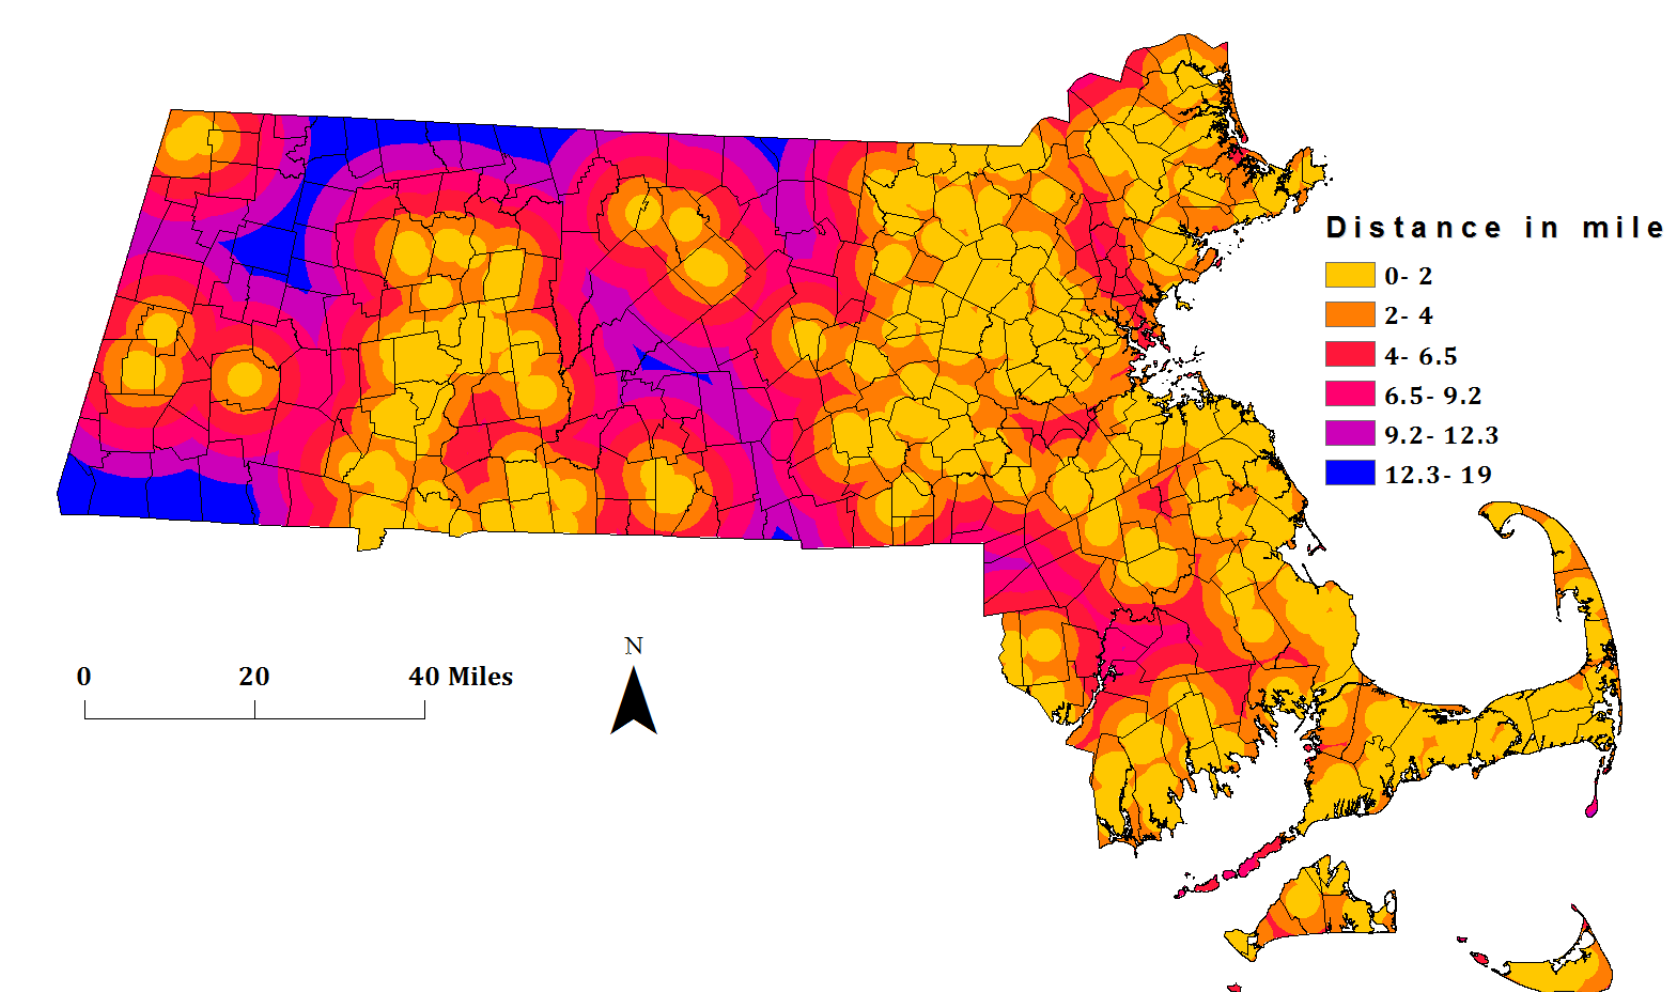 Distance in mile
0- 2
2- 4
4- 6.5
6.5- 9.2
9.2- 12.3
12.3- 19
N
0 20 40 Miles